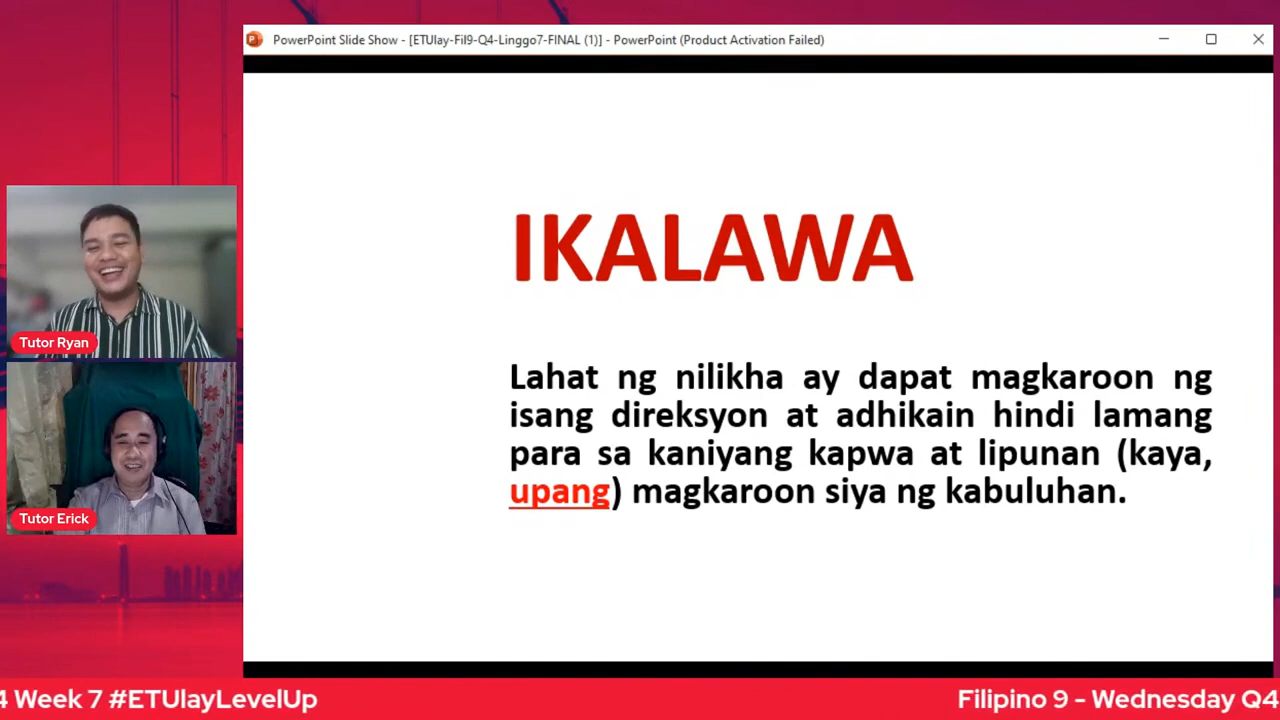 PowerPoint Slide Show - [ETUlay-Fil9-Q4-Linggo7-FINAL (1)] - PowerPoint (Product Activation Failed)
IKALAWA
Lahat ng nilikha ay dapat magkaroon ng
isang direksyon at adhikain hindi lamang
para sa kaniyang kapwa at lipunan (kaya,
upang) magkaroon siya ng kabuluhan.
Tutor Ryan
Tutor Erick
4 Week 7 #ETUlayLevelUp
Filipino 9 - Wednesday Q4